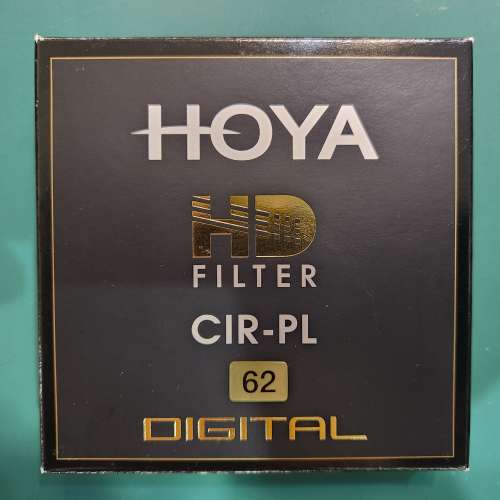 HOYA
HD
FILTER
CIR-PL
62
DIGITAL